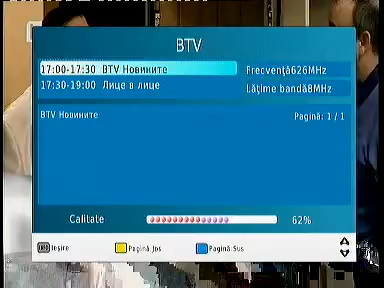 BTV
17:00-17:30 BTV Новините
Frecvenţă626MHz
17:30-19:00 Лице в лице
Lăţime bandă8MHz
BTV Новините
Pagină: 1 / 1
Calitate
62%
Ieşire
Pagină Jos
Pagină Sus